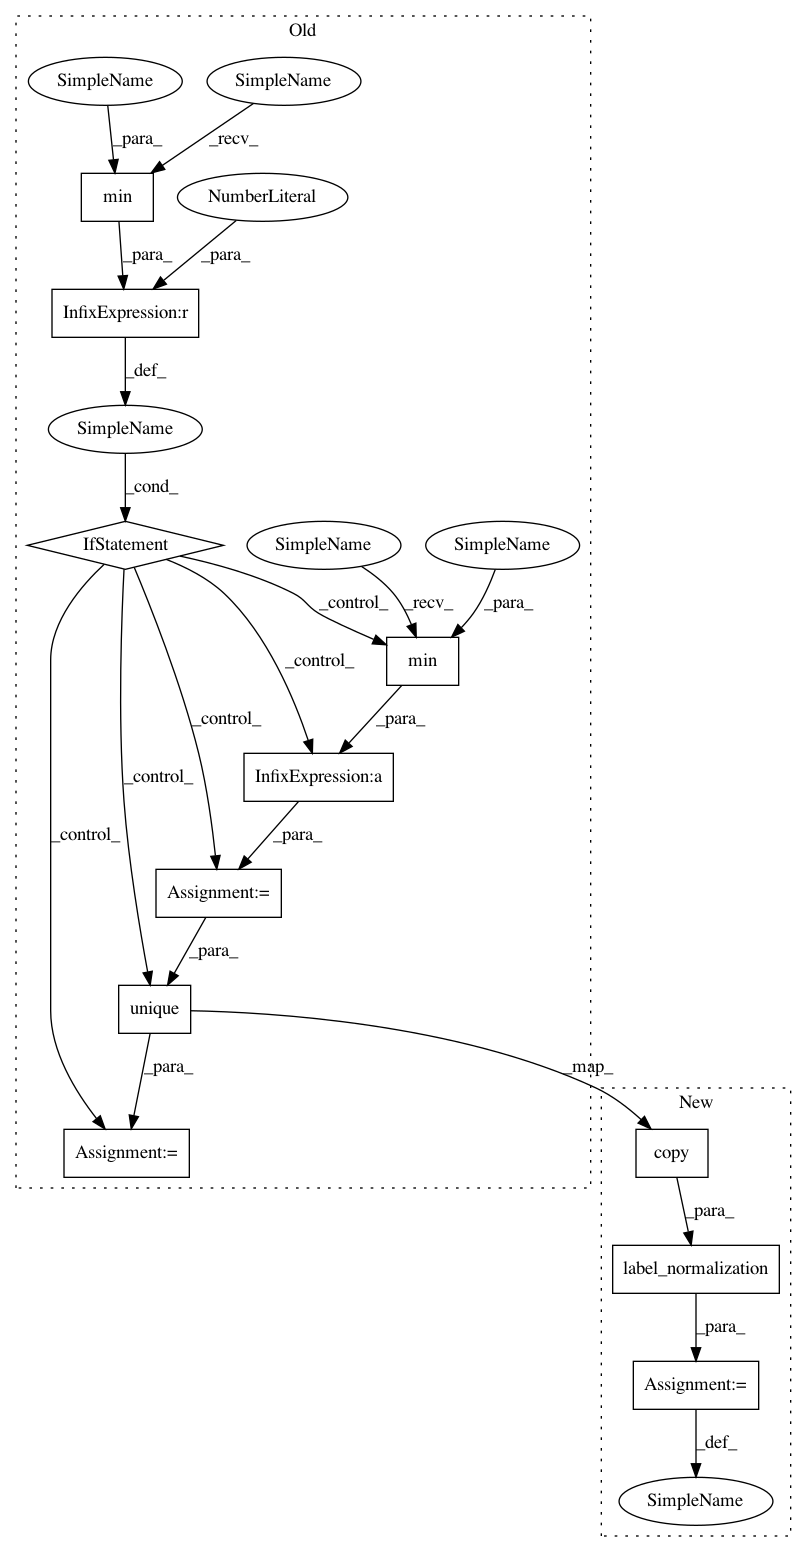 Old
SimpleName
SimpleName
_para_
_recv_
min
NumberLiteral
_para_
_para_
InfixExpression:r
_def_
SimpleName
_cond_
IfStatement
SimpleName
SimpleName
_control_
_recv_
_para_
_control_
min
_control_
_para_
_control_
InfixExpression:a
_control_
_para_
Assignment:=
_para_
unique
_para_
_map_
New
Assignment:=
copy
_para_
label_normalization
_para_
Assignment:=
_def_
SimpleName